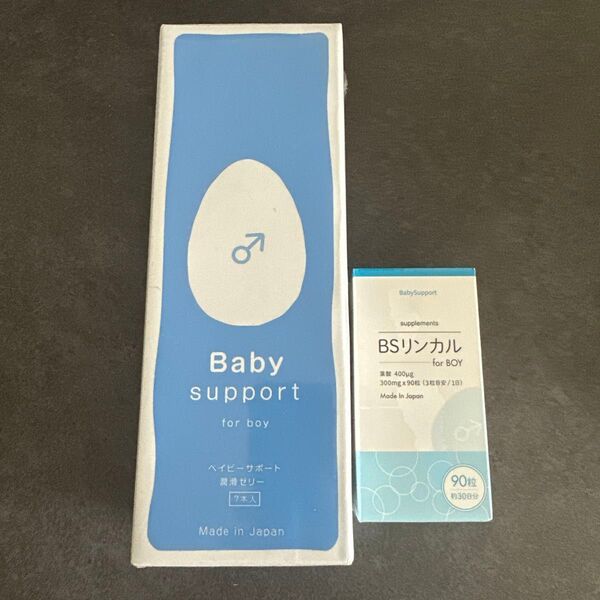 Baby
support
for boy
ベイビーサポート
潤滑ゼリー
7本入
Made in Japan
BabySupport
supplements
BSリンカル
for BOY
葉酸 400μg
300mg x 90粒 (3粒目安/1日)
Made In Japan
90粒
約30日分